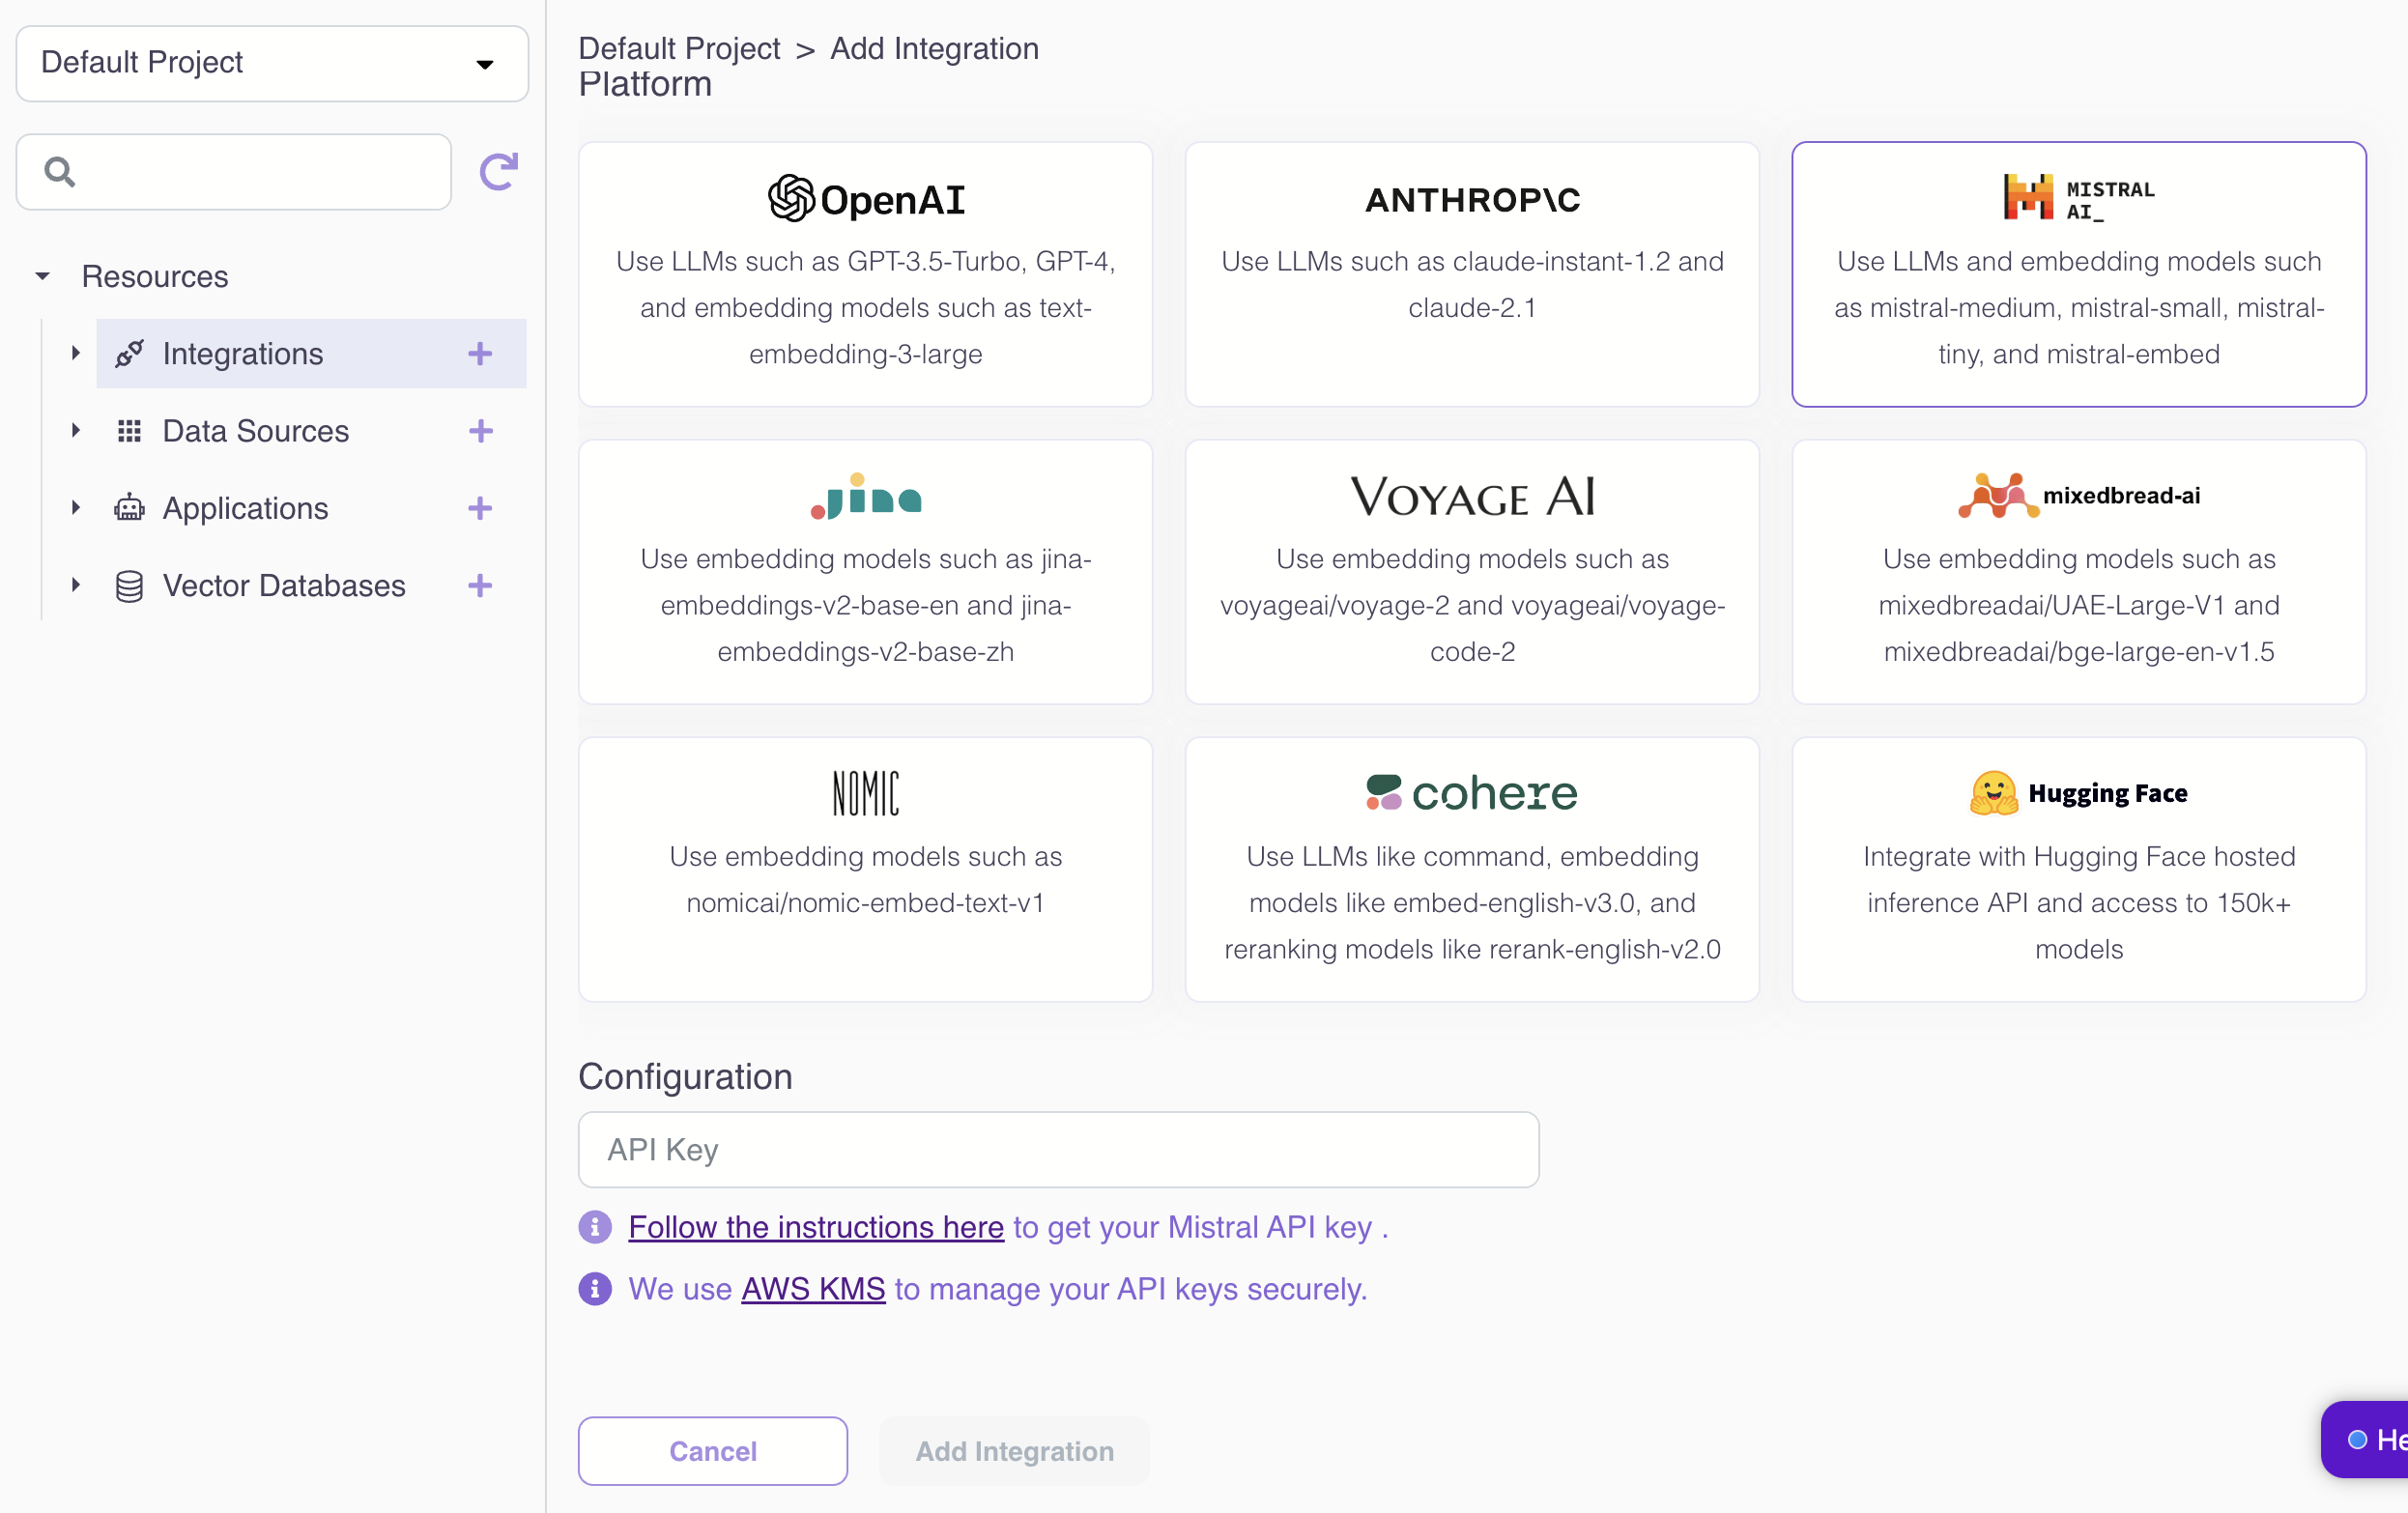 Default Project
Resources
Integrations
Data Sources
Applications
Vector Databases
Default Project > Add Integration
Platform
OpenAI
Use LLMs such as GPT-3.5-Turbo, GPT-4,
and embedding models such as text-
embedding-3-large
ANTHROP\C
Use LLMs such as claude-instant-1.2 and
claude-2.1
MISTRAL
AI_
Use LLMs and embedding models such
as mistral-medium, mistral-small, mistral-
tiny, and mistral-embed
jina
Use embedding models such as jina-
embeddings-v2-base-en and jina-
embeddings-v2-base-zh
VOYAGE AI
Use embedding models such as
voyageai/voyage-2 and voyageai/voyage-
code-2
mixedbread-ai
Use embedding models such as
mixedbreadai/UAE-Large-V1 and
mixedbreadai/bge-large-en-v1.5
NOMIC
Use embedding models such as
nomicai/nomic-embed-text-v1
cohere
Use LLMs like command, embedding
models like embed-english-v3.0, and
reranking models like rerank-english-v2.0
Hugging Face
Integrate with Hugging Face hosted
inference API and access to 150k+
models
Configuration
API Key
Follow the instructions here to get your Mistral API key .
We use AWS KMS to manage your API keys securely.
Cancel
Add Integration